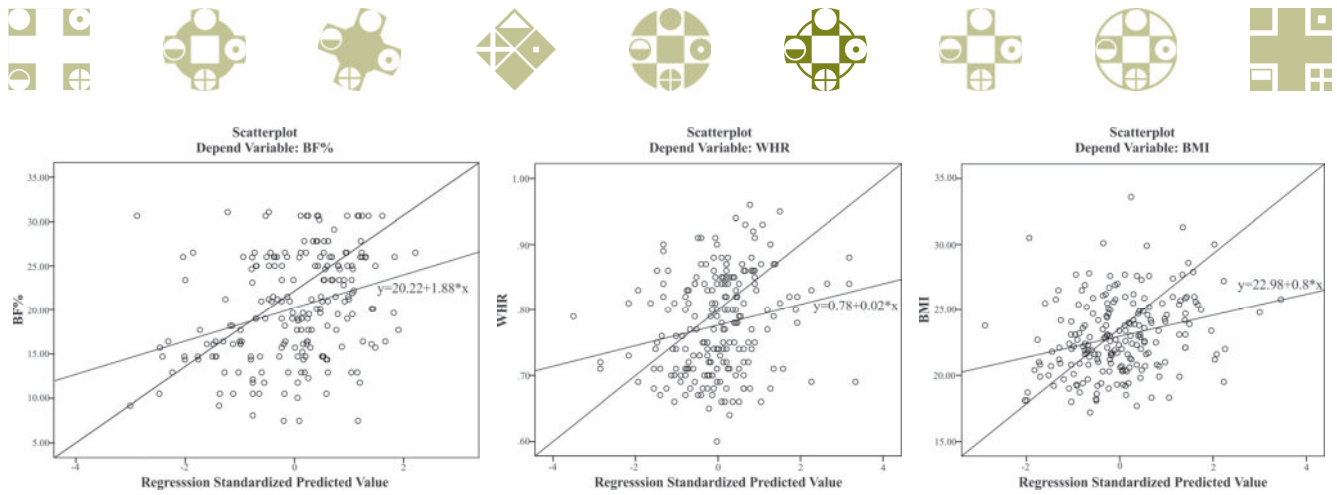 Scatterplot
Depend Variable: BF%
35.00
30.00
25.00
20.00
15.00
10.00
5.00
BF%
y=20.22+1.88*x
-4
-2
0
2
Regresssion Standardized Predicted Value
Scatterplot
Depend Variable: WHR
1.00
.90
.80
.70
.60
WHR
y=0.78+0.02*x
-4
-2
0
2
4
Regresssion Standardized Predicted Value
Scatterplot
Depend Variable: BMI
35.00
30.00
25.00
20.00
15.00
BMI
y=22.98+0.8*x
-2
0
2
4
Regresssion Standardized Predicted Value